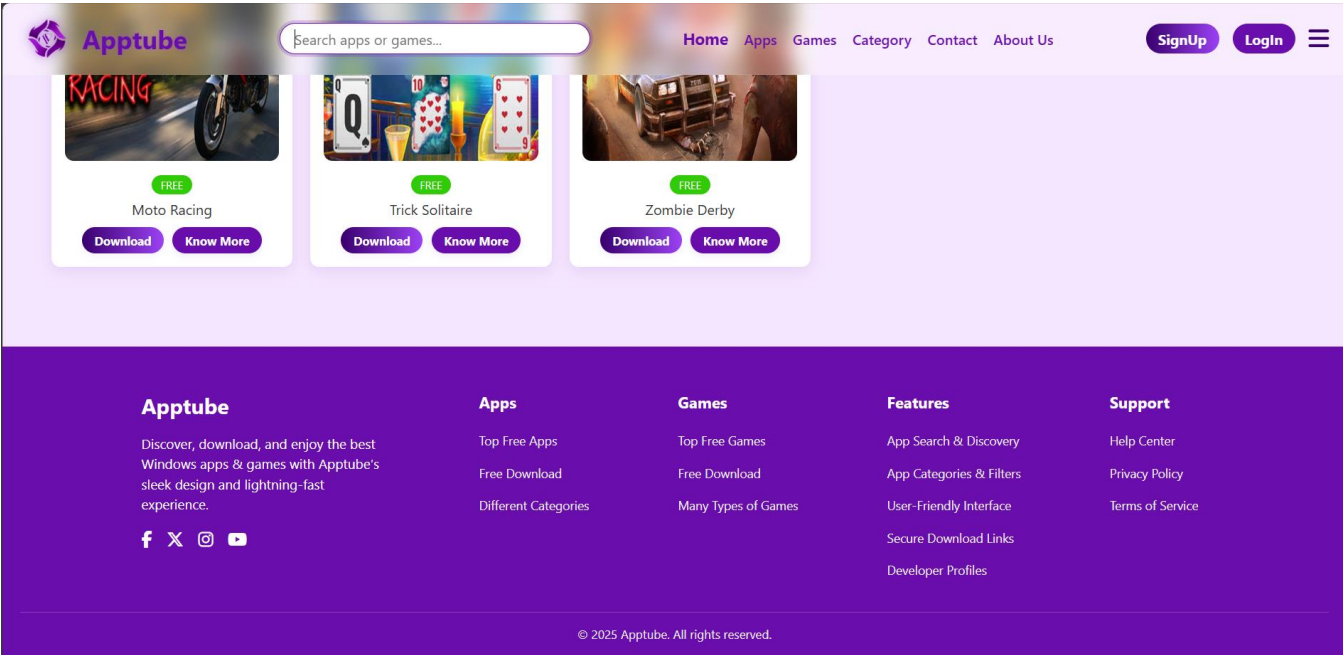 Apptube
Search apps or games...
Home Apps Games Category Contact About Us
SignUp LogIn
RACING
Q
10
6
9
FREE
Moto Racing
Download Know More
FREE
Trick Solitaire
Download Know More
FREE
Zombie Derby
Download Know More
Apptube
Discover, download, and enjoy the best
Windows apps & games with Apptube's
sleek design and lightning-fast
experience.
Apps
Top Free Apps
Free Download
Different Categories
Games
Top Free Games
Free Download
Many Types of Games
Features
App Search & Discovery
App Categories & Filters
User-Friendly Interface
Secure Download Links
Developer Profiles
Support
Help Center
Privacy Policy
Terms of Service
© 2025 Apptube. All rights reserved.